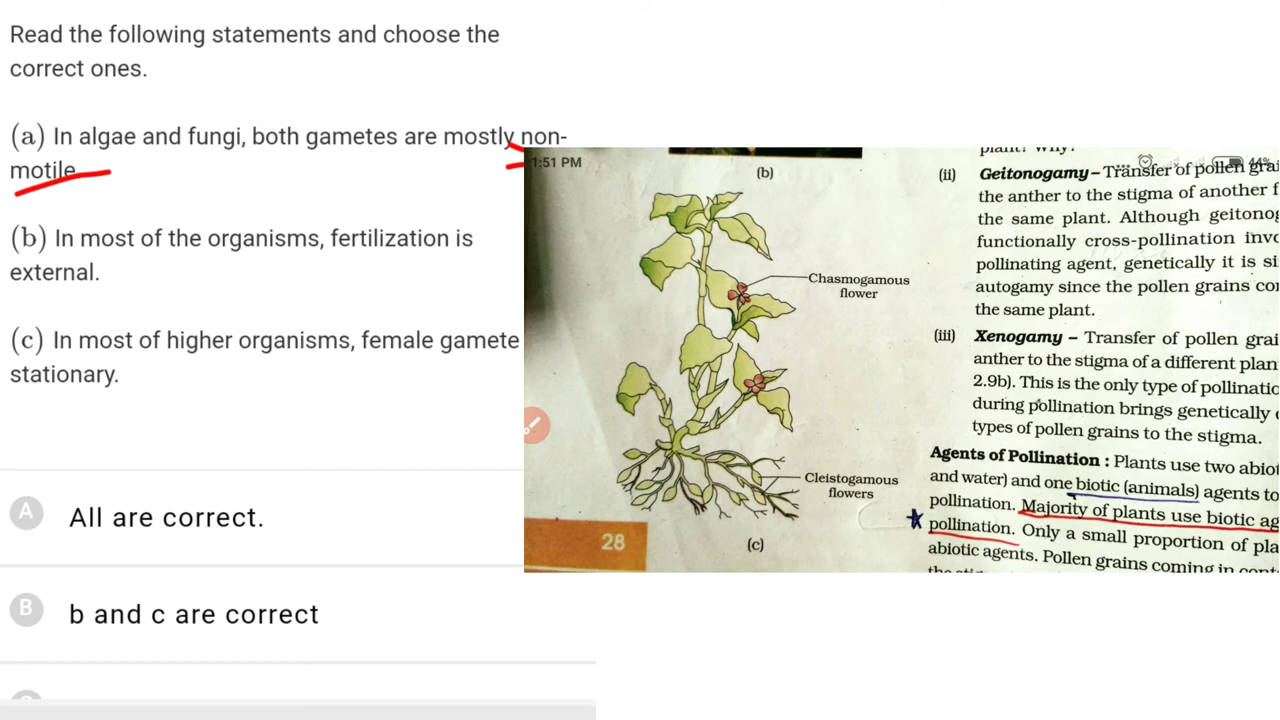 Read the following statements and choose the
correct ones.
(a) In algae and fungi, both gametes are mostly non-
motile
(b) In most of the organisms, fertilization is
external.
(c) In most of higher organisms, female gamete
stationary.
A All are correct.
B b and c are correct
1:51 PM
44%
(b)
Chasmogamous
flower
Cleistogamous
flowers
28
(c)
plant? Why?
(ii) Geitonogamy – Transfer of pollen grai
the anther to the stigma of another f
the same plant. Although geitonog
functionally cross-pollination invo
pollinating agent, genetically it is si
autogamy since the pollen grains co
the same plant.
(iii) Xenogamy – Transfer of pollen grai
anther to the stigma of a different plan
2.9b). This is the only type of pollinatio
during pollination brings genetically
types of pollen grains to the stigma.
Agents of Pollination : Plants use two abiot
and water) and one biotic (animals) agents to
pollination. Majority of plants use biotic ag
pollination. Only a small proportion of pla
abiotic agents. Pollen grains coming in cont